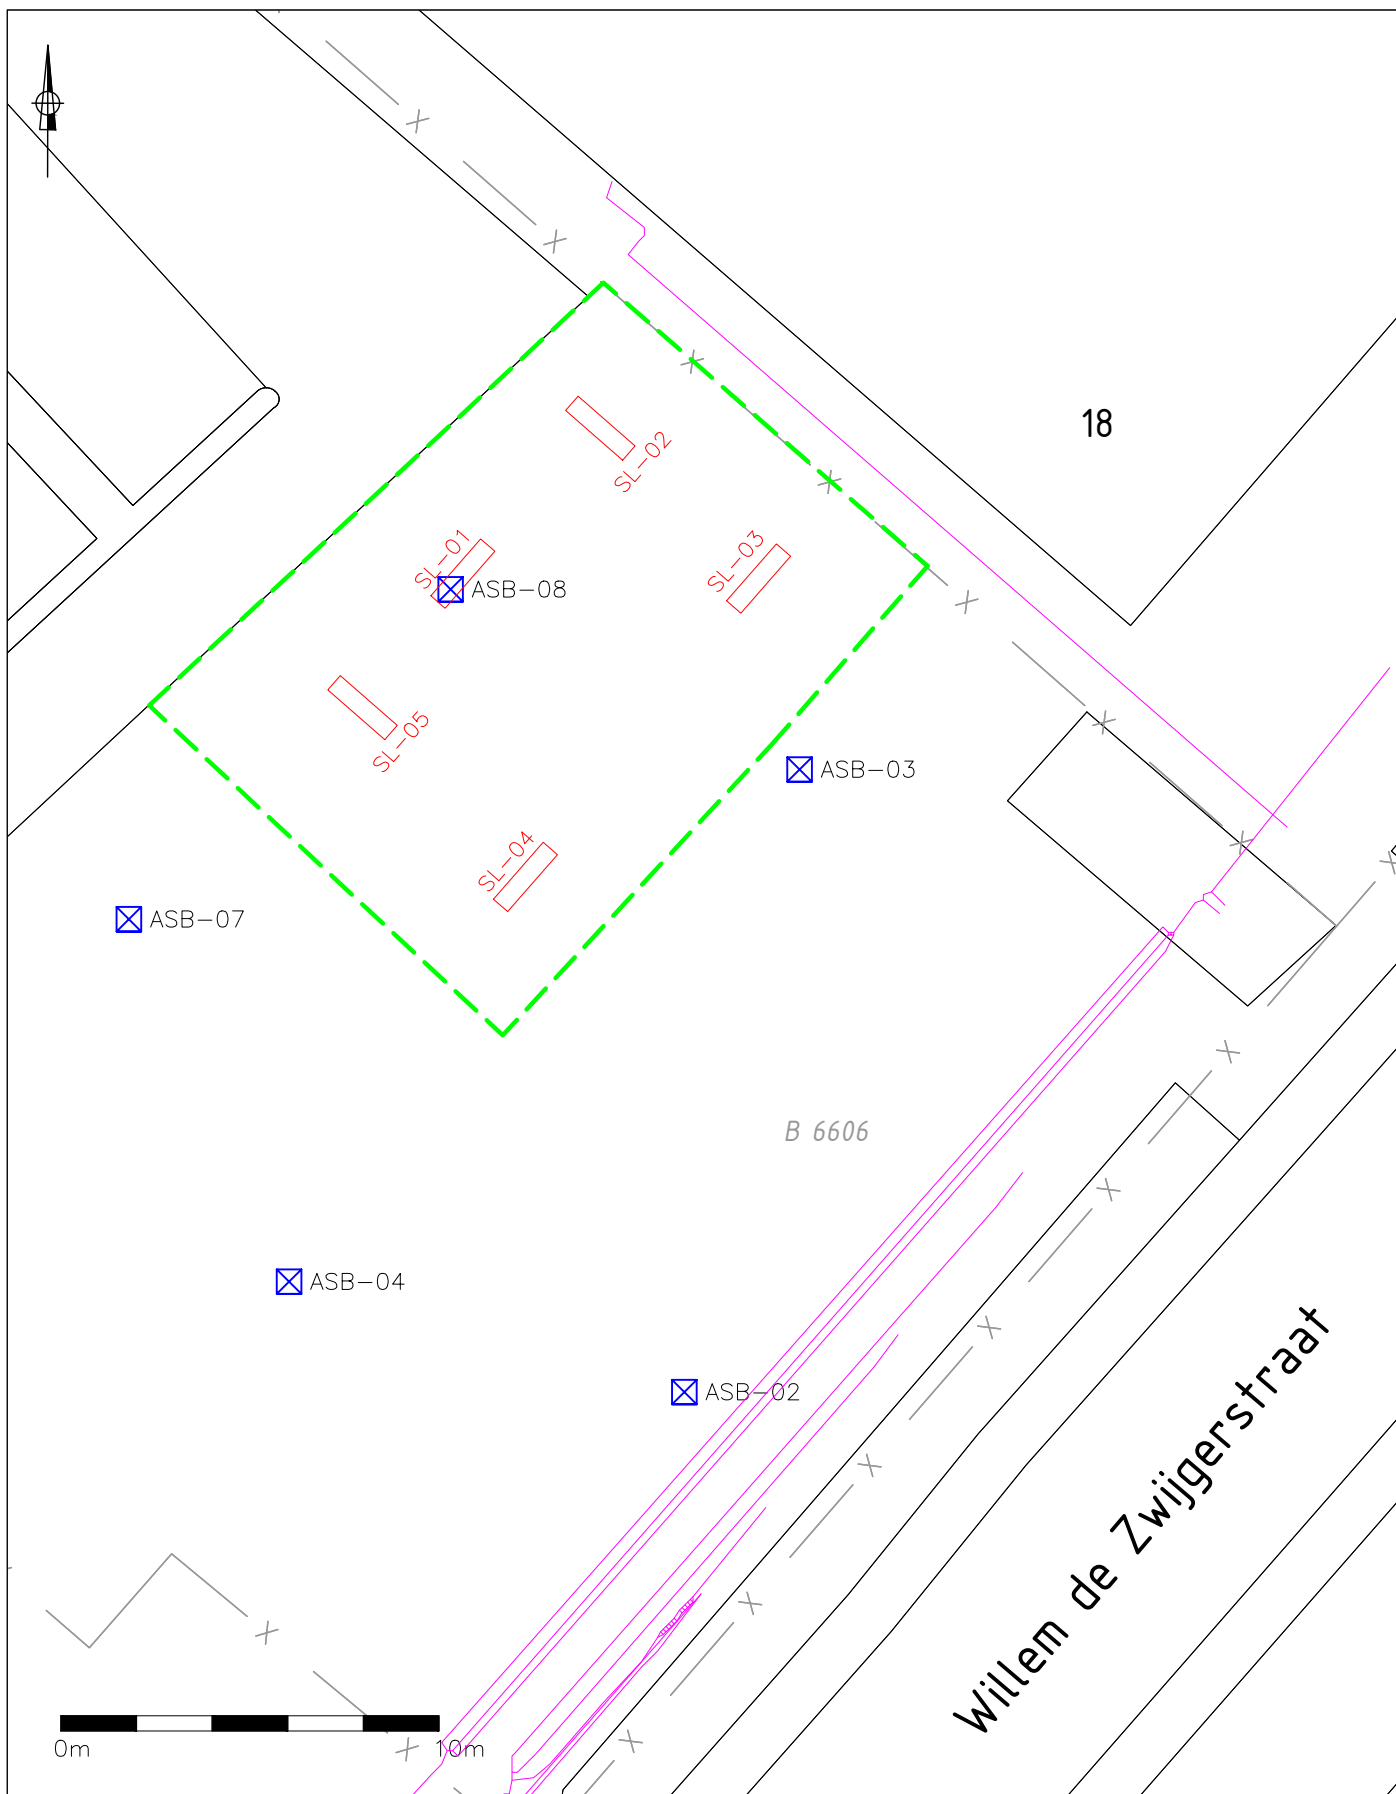 18
SL-02
SL-01
SL-03
ASB-08
SL-05
ASB-03
SL-04
ASB-07
B 6606
ASB-04
ASB-02
Willem de Zwijgerstraat
0m 10m